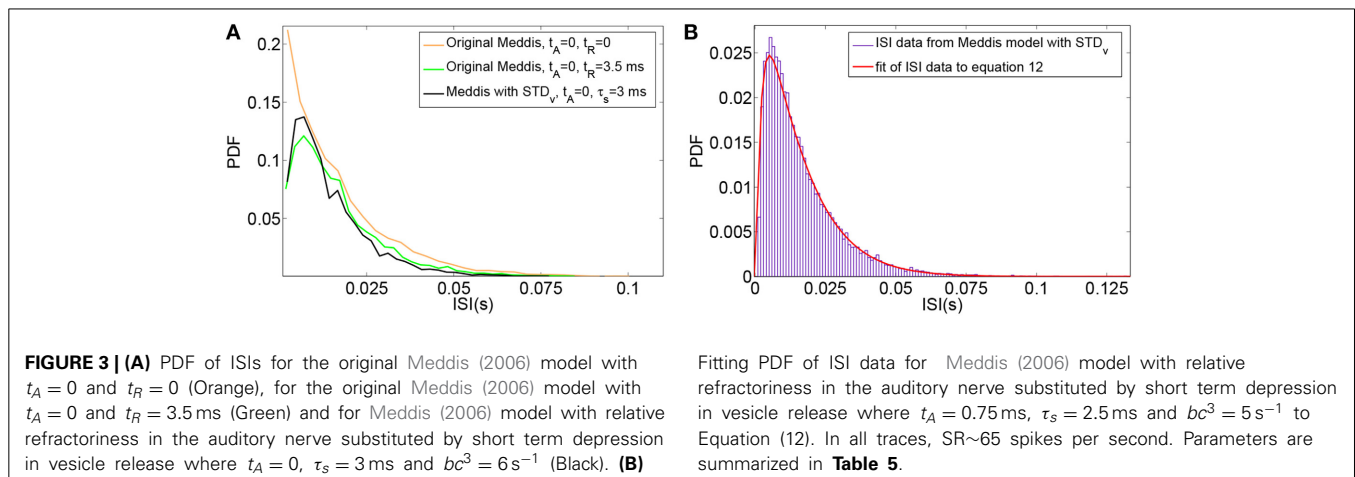 A
0.2
0.15
0.1
0.05
PDF
0.025
0.05
0.075
0.1
ISI(s)
Original Meddis, t_A=0, t_R=0
Original Meddis, t_A=0, t_R=3.5 ms
Meddis with STD_v, t_A=0, τ_s=3 ms
B
0.025
0.02
0.015
0.01
0.005
0
PDF
0
0.025
0.05
0.075
0.1
0.125
ISI(s)
ISI data from Meddis model with STD_v
fit of ISI data to equation 12
FIGURE 3 | (A) PDF of ISIs for the original Meddis (2006) model with
t_A = 0 and t_R = 0 (Orange), for the original Meddis (2006) model with
t_A = 0 and t_R = 3.5 ms (Green) and for Meddis (2006) model with relative
refractoriness in the auditory nerve substituted by short term depression
in vesicle release where t_A = 0, τ_s = 3 ms and bc³ = 6 s⁻¹ (Black). (B)
Fitting PDF of ISI data for Meddis (2006) model with relative
refractoriness in the auditory nerve substituted by short term depression
in vesicle release where t_A = 0.75 ms, τ_s = 2.5 ms and bc³ = 5 s⁻¹ to
Equation (12). In all traces, SR∼65 spikes per second. Parameters are
summarized in Table 5.